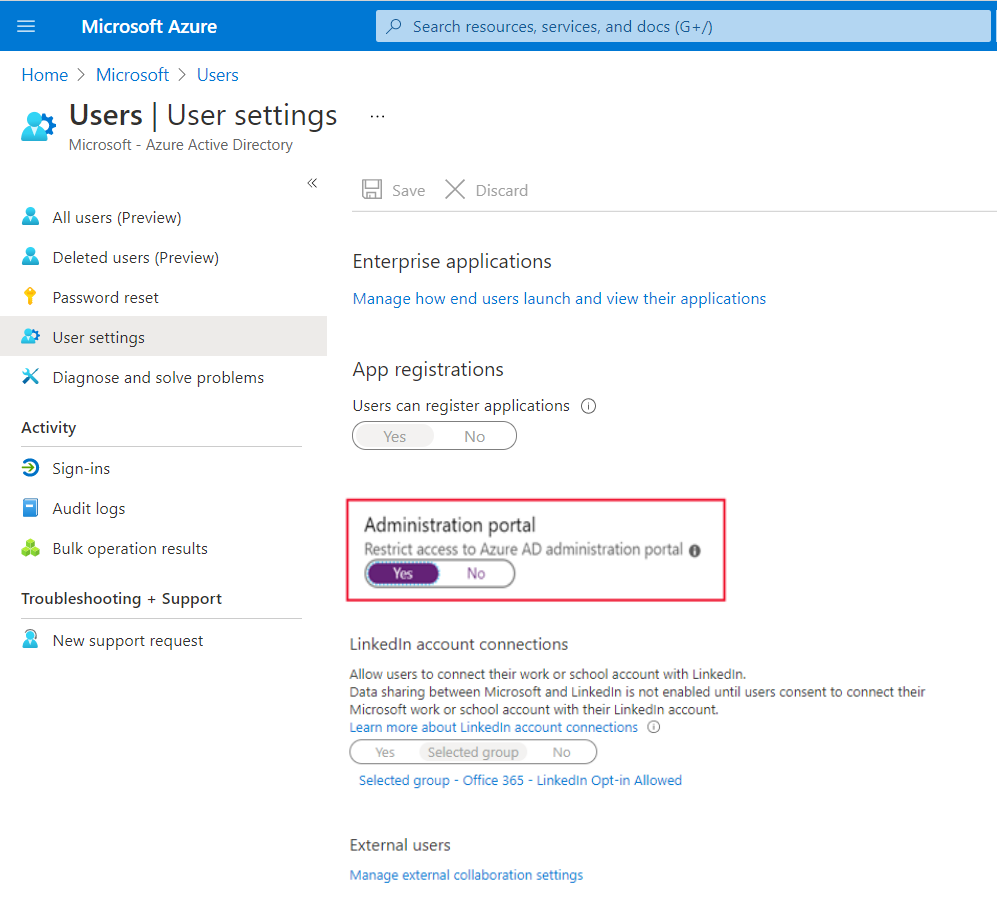 Microsoft Azure
Search resources, services, and docs (G+/)
Home > Microsoft > Users
Users | User settings ...
Microsoft - Azure Active Directory
«
Save Discard
All users (Preview)
Deleted users (Preview)
Password reset
User settings
Diagnose and solve problems
Activity
Sign-ins
Audit logs
Bulk operation results
Troubleshooting + Support
New support request
Enterprise applications
Manage how end users launch and view their applications
App registrations
Users can register applications
Yes No
Administration portal
Restrict access to Azure AD administration portal
Yes No
LinkedIn account connections
Allow users to connect their work or school account with LinkedIn.
Data sharing between Microsoft and LinkedIn is not enabled until users consent to connect their
Microsoft work or school account with their LinkedIn account.
Learn more about LinkedIn account connections
Yes Selected group No
Selected group - Office 365 - LinkedIn Opt-in Allowed
External users
Manage external collaboration settings